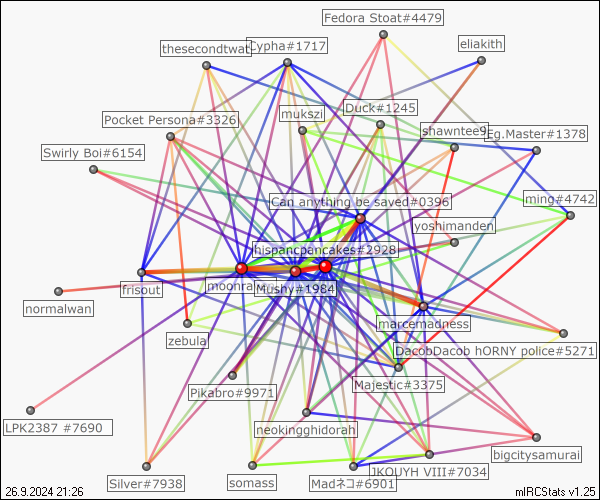 Fedora Stoat#4479
thesecondtwat
Cypha#1717
eliakith
mukszi
Duck#1245
Pocket Persona#3326
shawntee9
Eg.Master#1378
Swirly Boi#6154
Can anything be saved#0396
ming#4742
yoshimanden
hispancpancakes#2928
frisout
moonra
Mushy#1984
normalwan
marcemadness
zebula
DacobDacob hORNY police#5271
Majestic#3375
Pikabro#9971
LPK2387 #7690
neokingghidorah
bigcitysamurai
Silver#7938
somass
Madネコ#6901
JKOUYH VIII#7034
26.9.2024 21:26
mIRCStats v1.25